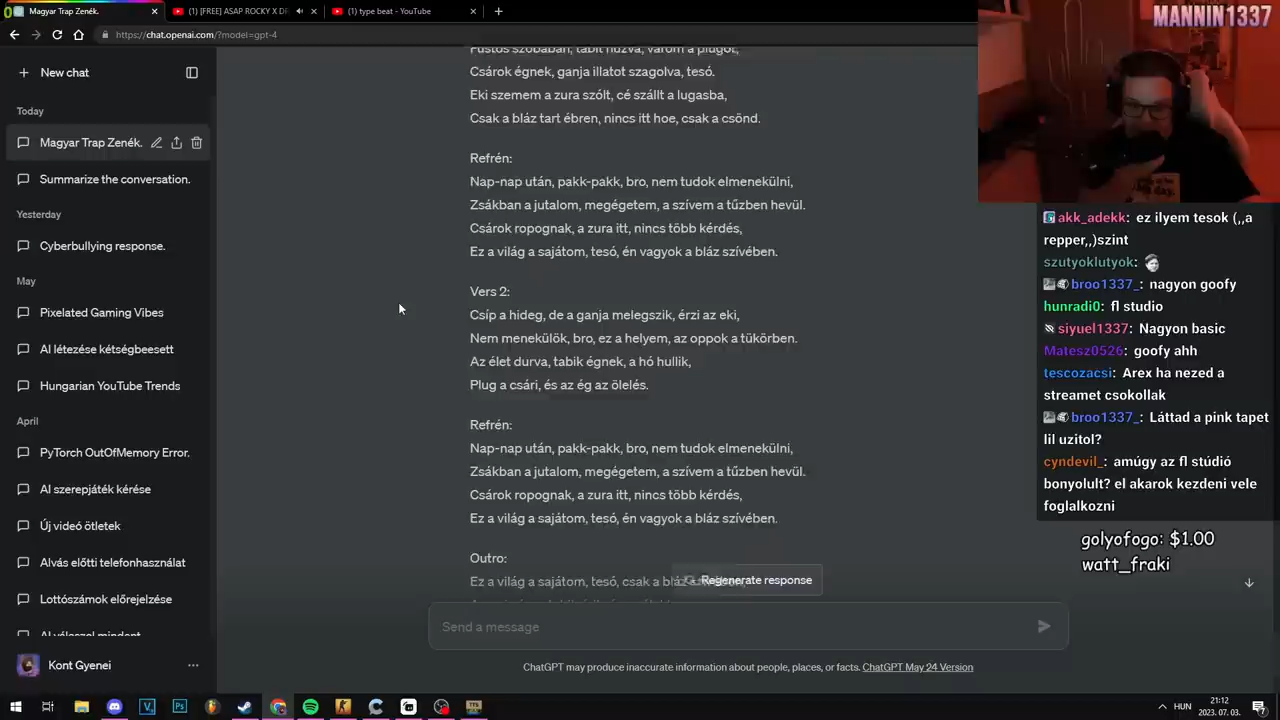 Magyar Trap Zenék.
(1) [FREE] ASAP ROCKY X DR
(1) type beat - YouTube
https://chat.openai.com/?model=gpt-4
MANNIN1337
New chat
Today
Magyar Trap Zenék.
Summarize the conversation.
Yesterday
Cyberbullying response.
May
Pixelated Gaming Vibes
AI létezése kétségbeesett
Hungarian YouTube Trends
April
PyTorch OutOfMemory Error.
AI szerepjáték kérése
Új videó ötletek
Alvás előtti telefonhasználat
Lottószámok előrejelzése
AI válaszol mindent
Kont Gyenei
Füstös szobában, tabit húzva, várom a plugot,
Csárok égnek, ganja illatot szagolva, tesó.
Eki szemem a zura szólt, cé szállt a lugasba,
Csak a bláz tart ébren, nincs itt hoe, csak a csönd.
Refrén:
Nap-nap után, pakk-pakk, bro, nem tudok elmenekülni,
Zsákban a jutalom, megégetem, a szívem a tűzben hevül.
Csárok ropognak, a zura itt, nincs több kérdés,
Ez a világ a sajátom, tesó, én vagyok a bláz szívében.
Vers 2:
Csíp a hideg, de a ganja melegszik, érzi az eki,
Nem menekülök, bro, ez a helyem, az oppok a tükörben.
Az élet durva, tabik égnek, a hó hullik,
Plug a csári, és az ég az ölelés.
Refrén:
Nap-nap után, pakk-pakk, bro, nem tudok elmenekülni,
Zsákban a jutalom, megégetem, a szívem a tűzben hevül.
Csárok ropognak, a zura itt, nincs több kérdés,
Ez a világ a sajátom, tesó, én vagyok a bláz szívében.
Outro:
Ez a világ a sajátom, tesó, csak a bláz
Regenerate response
Send a message
ChatGPT may produce inaccurate information about people, places, or facts. ChatGPT May 24 Version
akk_adekk: ez ilyem tesok (,,a
repper,,)szint
szutyoklutyok:
broo1337_: nagyon goofy
hunradi0: fl studio
siyuel1337: Nagyon basic
Matesz0526: goofy ahh
tescozacsi: Arex ha nezed a
streamet csokollak
broo1337_: Láttad a pink tapet
lil uzitol?
cyndevil_: amúgy az fl stúdió
bonyolult? el akarok kezdeni vele
foglalkozni
golyofogo: $1.00
watt_fraki
HUN
21:12
2023. 07. 03.